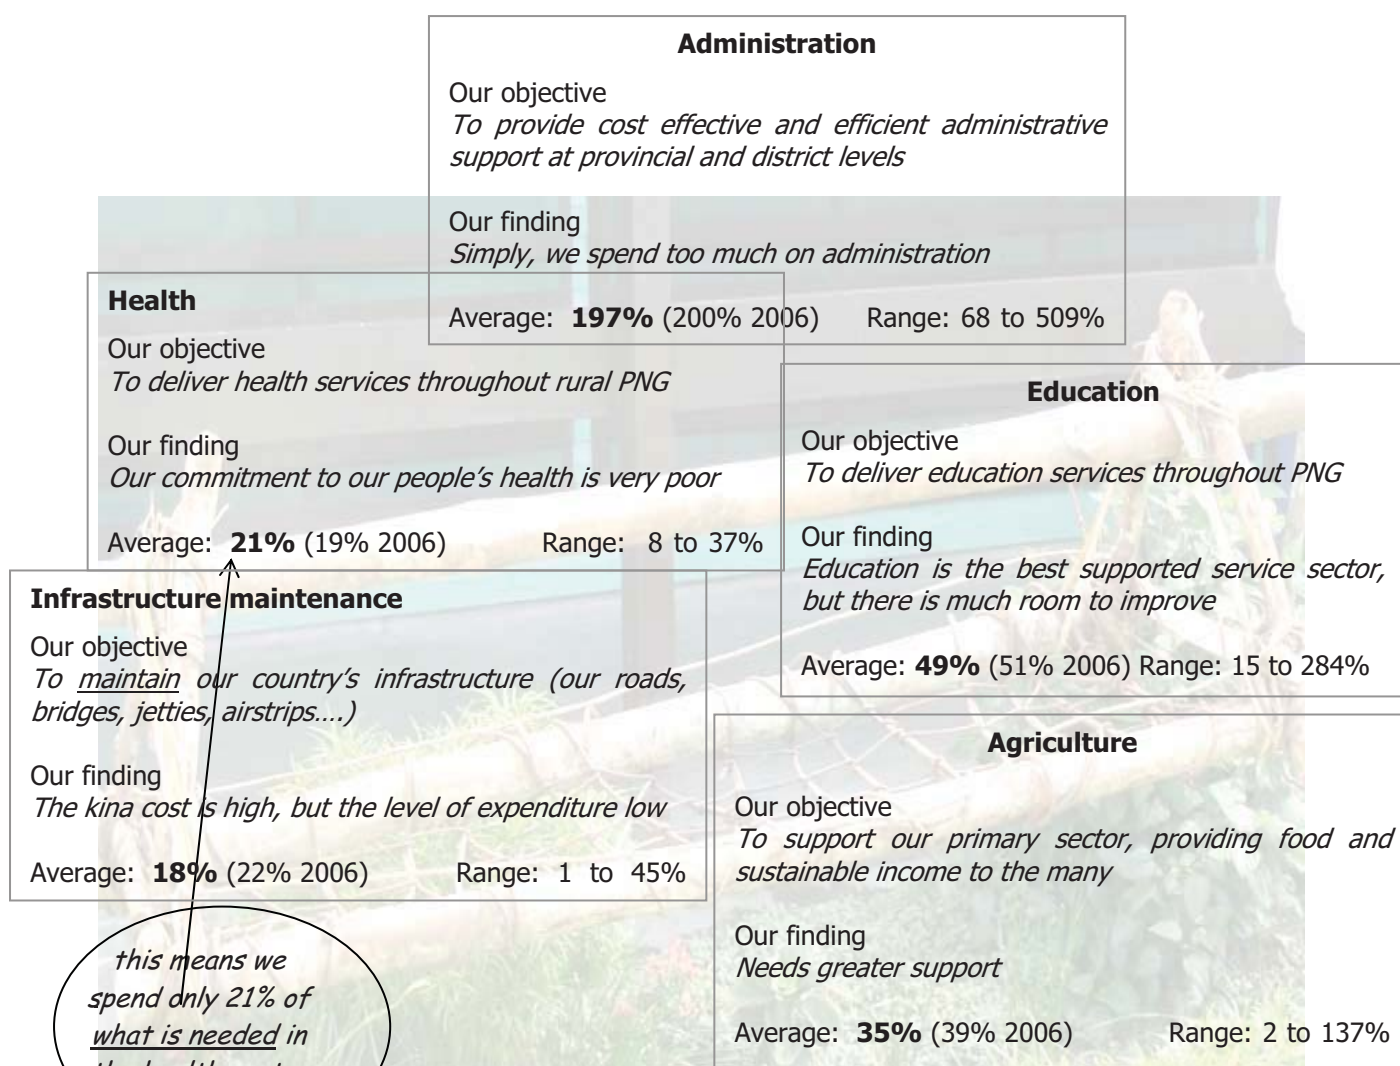 Administration
Our objective
To provide cost effective and efficient administrative
support at provincial and district levels
Our finding
Simply, we spend too much on administration
Average: 197% (200% 2006) Range: 68 to 509%
Health
Our objective
To deliver health services throughout rural PNG
Our finding
Our commitment to our people's health is very poor
Average: 21% (19% 2006) Range: 8 to 37%
Education
Our objective
To deliver education services throughout PNG
Our finding
Education is the best supported service sector,
but there is much room to improve
Average: 49% (51% 2006) Range: 15 to 284%
Infrastructure maintenance
Our objective
To maintain our country's infrastructure (our roads,
bridges, jetties, airstrips....)
Our finding
The kina cost is high, but the level of expenditure low
Average: 18% (22% 2006) Range: 1 to 45%
Agriculture
Our objective
To support our primary sector, providing food and
sustainable income to the many
Our finding
Needs greater support
Average: 35% (39% 2006) Range: 2 to 137%
this means we
spend only 21% of
what is needed in